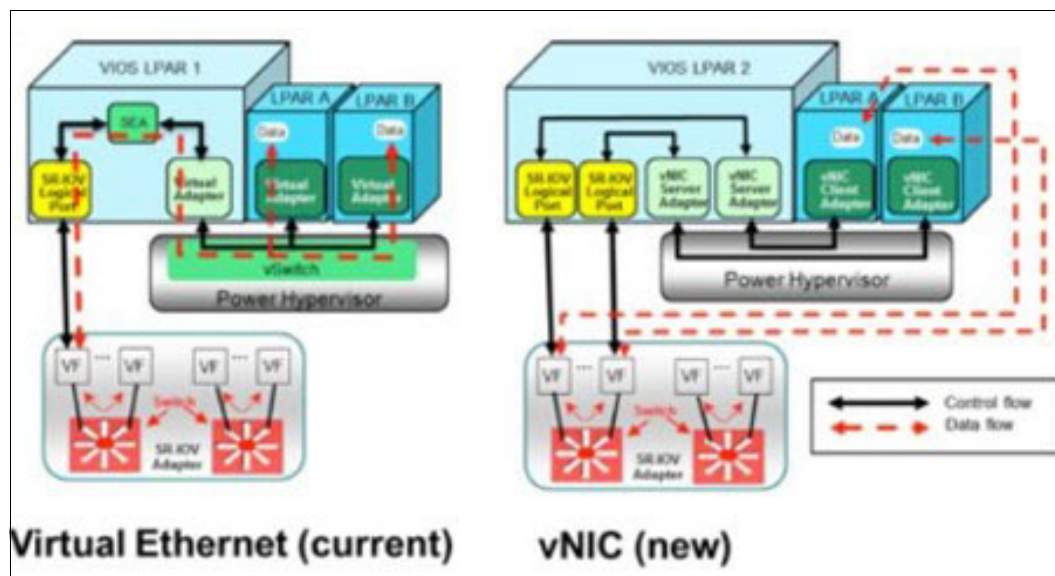 VIOS LPAR 1
LPAR A
LPAR B
SEA
Data
Data
SR-IOV
Logical
Port
Virtual
Adapter
Virtual
Adapter
Virtual
Adapter
vSwitch
Power Hypervisor
VF
...
VF
VF
...
VF
Switch
SR-IOV
Adapter
Virtual Ethernet (current)
VIOS LPAR 2
LPAR A
LPAR B
Data
Data
SR-IOV
Logical
Port
SR-IOV
Logical
Port
vNIC
Server
Adapter
vNIC
Server
Adapter
vNIC
Client
Adapter
vNIC
Client
Adapter
Power Hypervisor
VF
...
VF
VF
...
VF
Switch
SR-IOV
Adapter
Control flow
Data flow
vNIC (new)